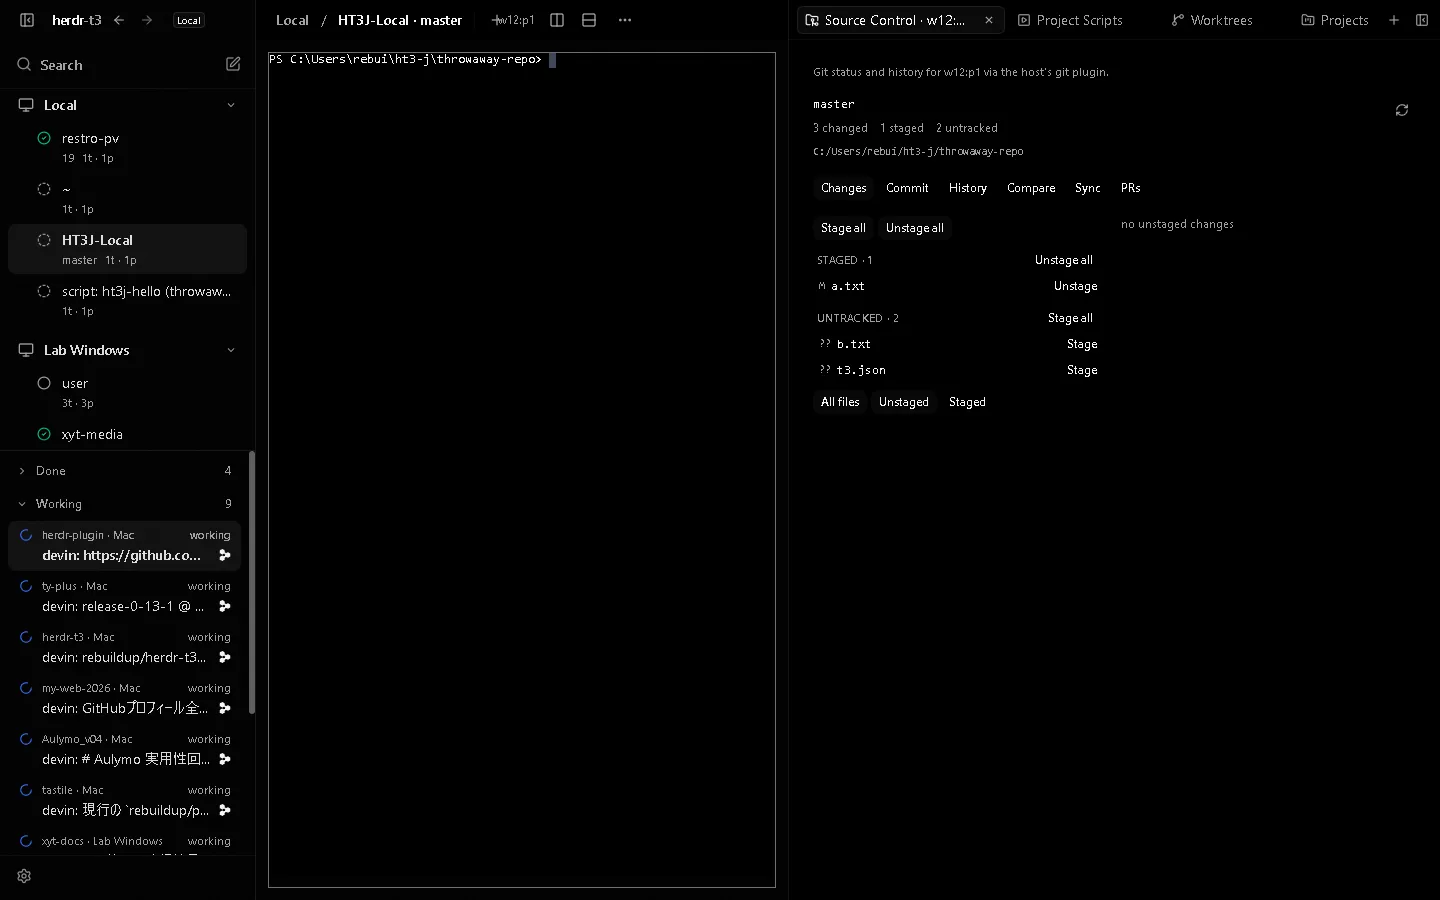 herdr-t3 Local
Search
Local
restro-pv
19 1t · 1p
~
1t · 1p
HT3J-Local
master 1t · 1p
script: ht3j-hello (throwaw...
1t · 1p
Lab Windows
user
3t · 3p
xyt-media
Done 4
Working 9
herdr-plugin · Mac working
devin: https://github.co...
ty-plus · Mac working
devin: release-0-13-1 @ ...
herdr-t3 · Mac working
devin: rebuildup/herdr-t3...
my-web-2026 · Mac working
devin: GitHubプロフィール全...
Aulymo_v04 · Mac working
devin: # Aulymo 実用性回...
tastile · Mac working
devin: 現行の `rebuildup/p...
xyt-docs · Lab Windows working
Local / HT3J-Local · master w12:p1
PS C:\Users\rebui\ht3-j\throwaway-repo>
Source Control · w12:... Project Scripts Worktrees Projects
Git status and history for w12:p1 via the host's git plugin.
master
3 changed 1 staged 2 untracked
C:/Users/rebui/ht3-j/throwaway-repo
Changes Commit History Compare Sync PRs
Stage all Unstage all
no unstaged changes
STAGED · 1 Unstage all
M a.txt Unstage
UNTRACKED · 2 Stage all
?? b.txt Stage
?? t3.json Stage
All files Unstaged Staged